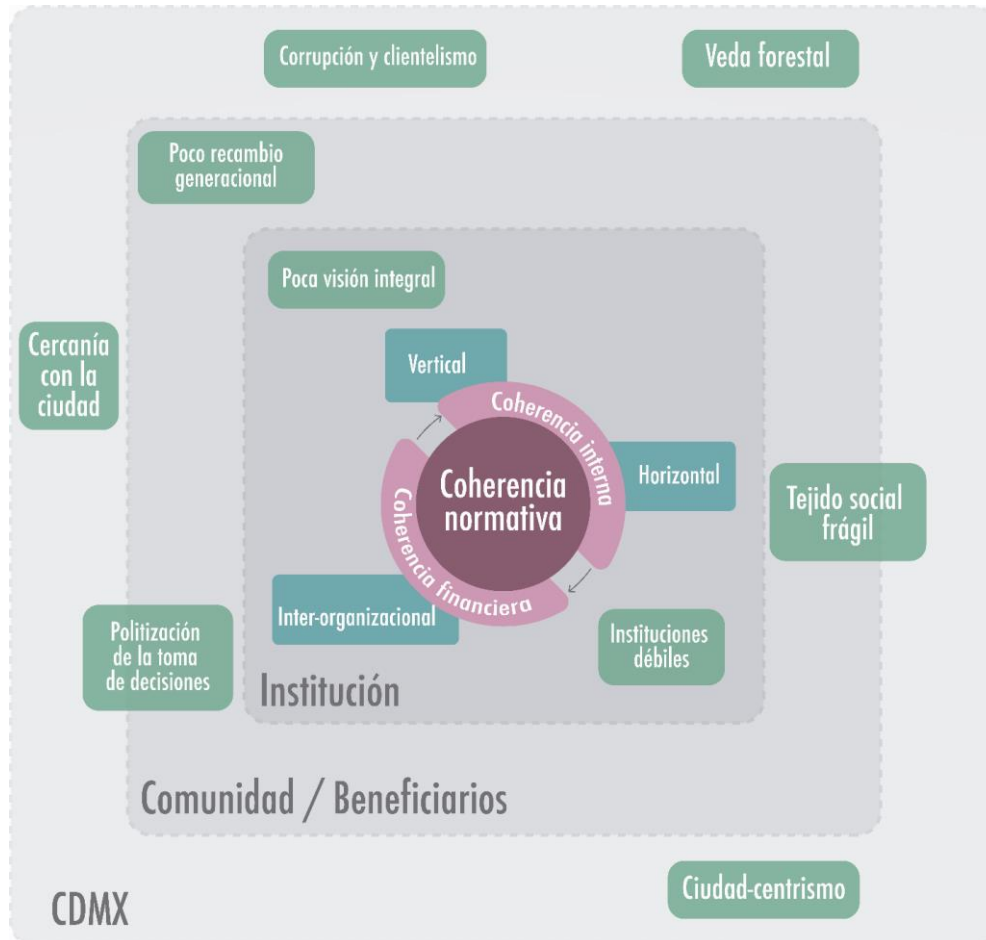 Corrupción y clientelismo
Veda forestal
Poco recambio
generacional
Poca visión integral
Cercanía
con la
ciudad
Vertical
Coherencia interna
Coherencia
normativa
Horizontal
Coherencia financiera
Tejido social
frágil
Inter-organizacional
Instituciones
débiles
Politización
de la toma
de decisiones
Institución
Comunidad / Beneficiarios
Ciudad-centrismo
CDMX